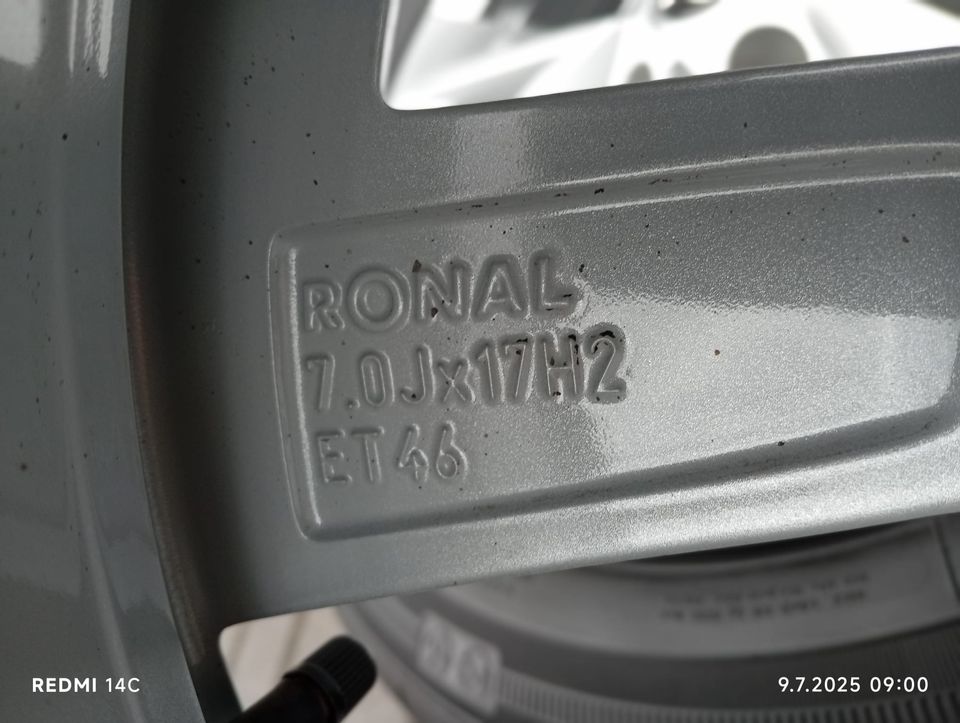 RONAL
7.0Jx17H2
ET46
REDMI 14C
9.7.2025 09:00